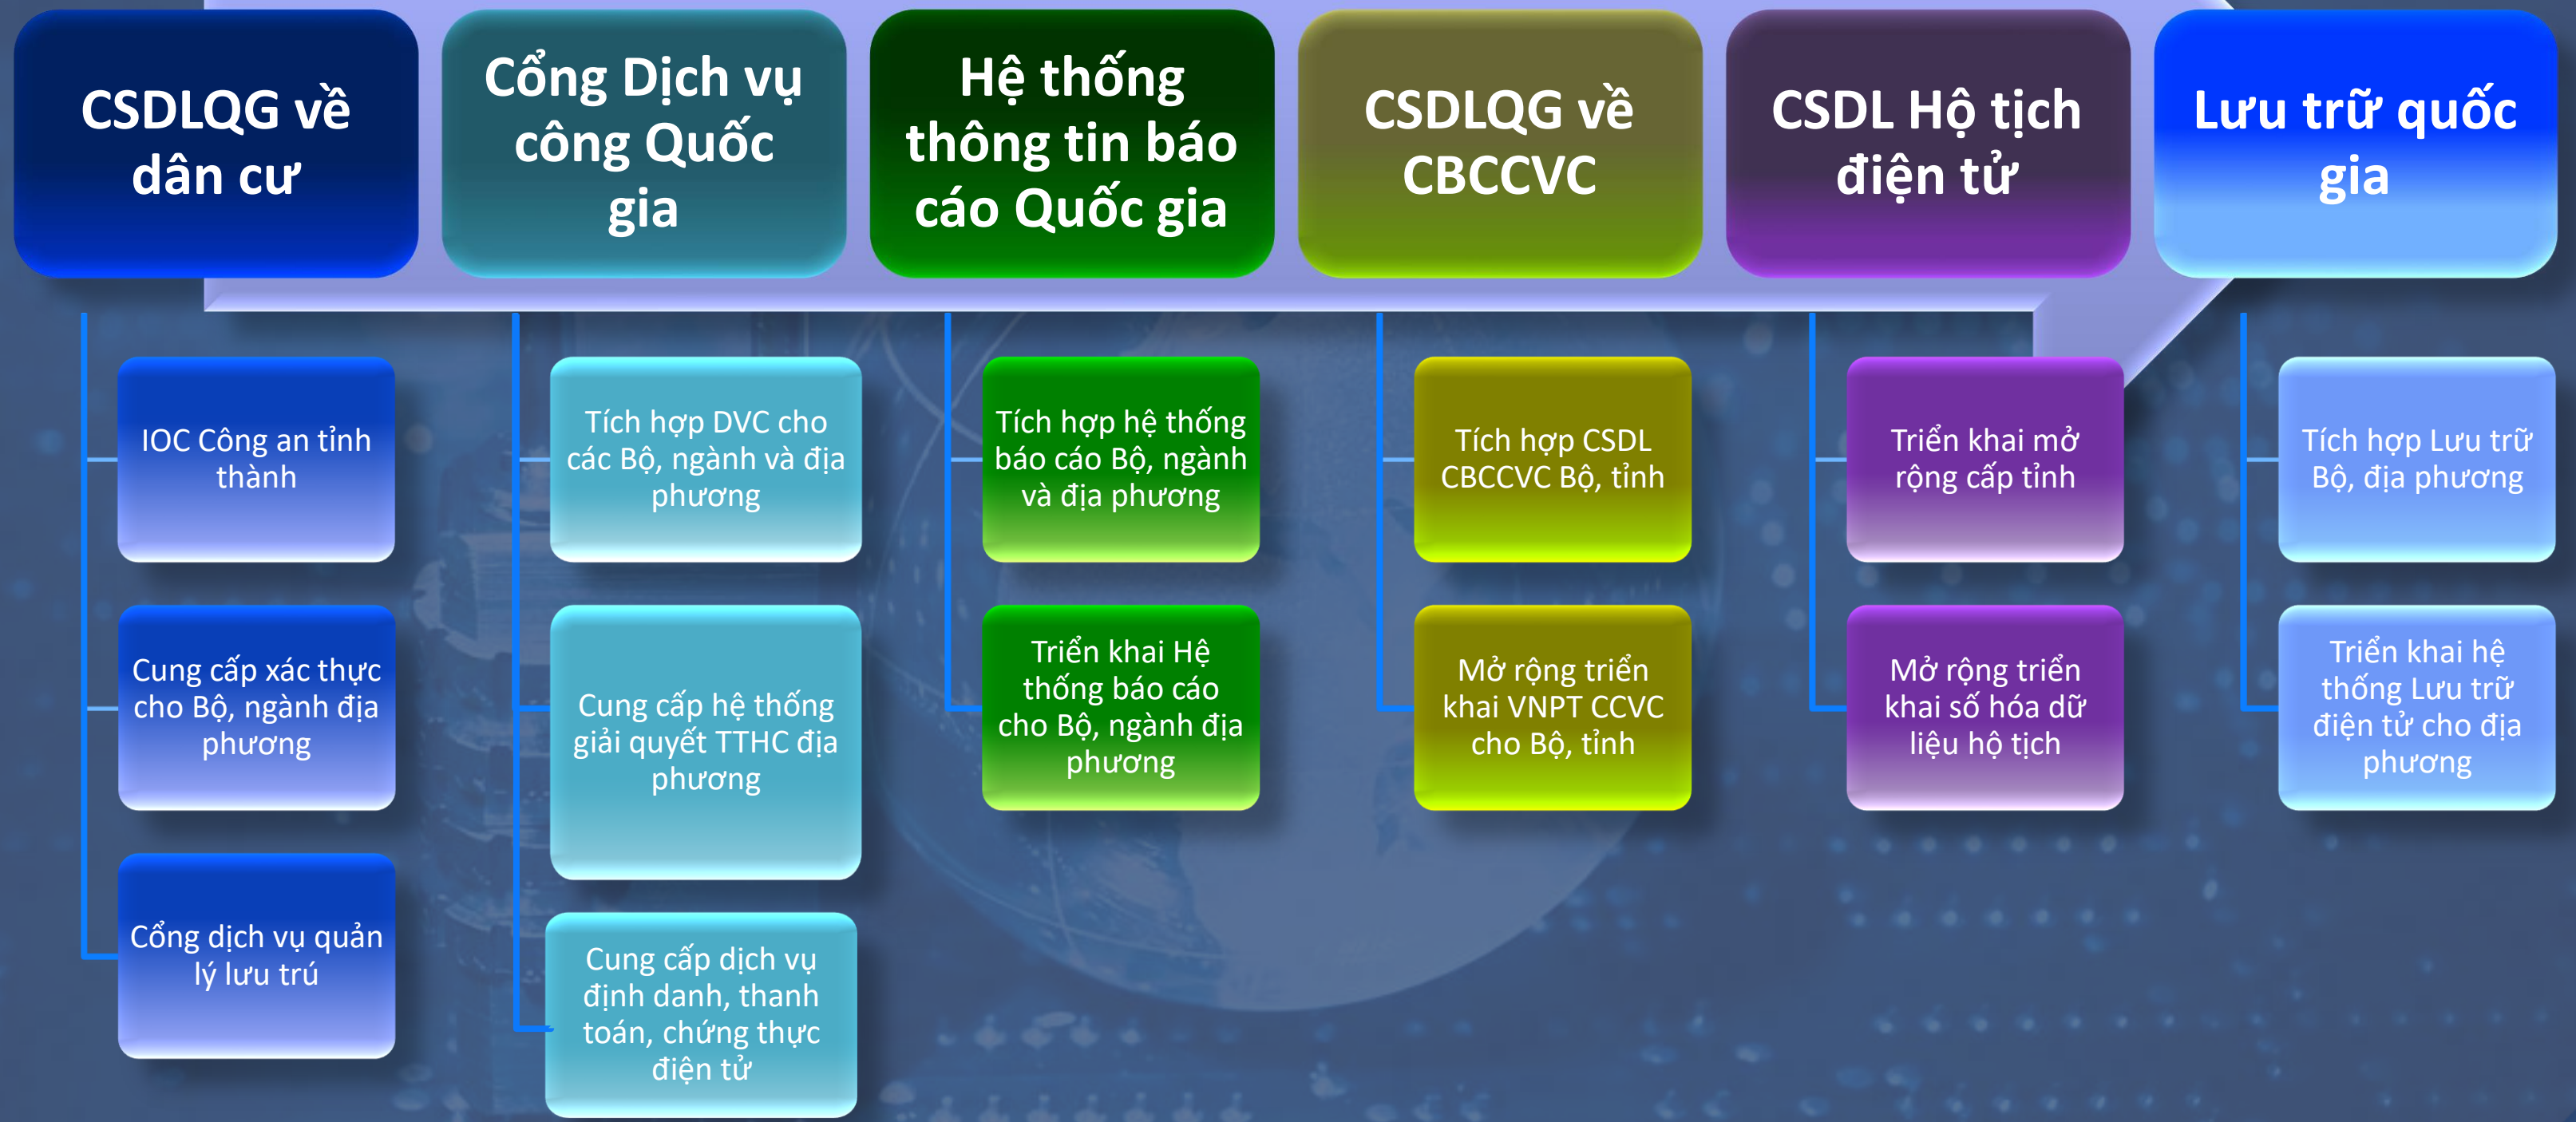 CSDLQG về
dân cư
IOC Công an tỉnh
thành
Cung cấp xác thực
cho Bộ, ngành địa
phương
Cổng dịch vụ quản
lý lưu trú
Cổng Dịch vụ
công Quốc
gia
Tích hợp DVC cho
các Bộ, ngành và địa
phương
Cung cấp hệ thống
giải quyết TTHC địa
phương
Cung cấp dịch vụ
định danh, thanh
toán, chứng thực
điện tử
Hệ thống
thông tin báo
cáo Quốc gia
Tích hợp hệ thống
báo cáo Bộ, ngành
và địa phương
Triển khai Hệ
thống báo cáo
cho Bộ, ngành địa
phương
CSDLQG về
CBCCVC
Tích hợp CSDL
CBCCVC Bộ, tỉnh
Mở rộng triển
khai VNPT CCVC
cho Bộ, tỉnh
CSDL Hộ tịch
điện tử
Triển khai mở
rộng cấp tỉnh
Mở rộng triển
khai số hóa dữ
liệu hộ tịch
Lưu trữ quốc
gia
Tích hợp Lưu trữ
Bộ, địa phương
Triển khai hệ
thống Lưu trữ
điện tử cho địa
phương